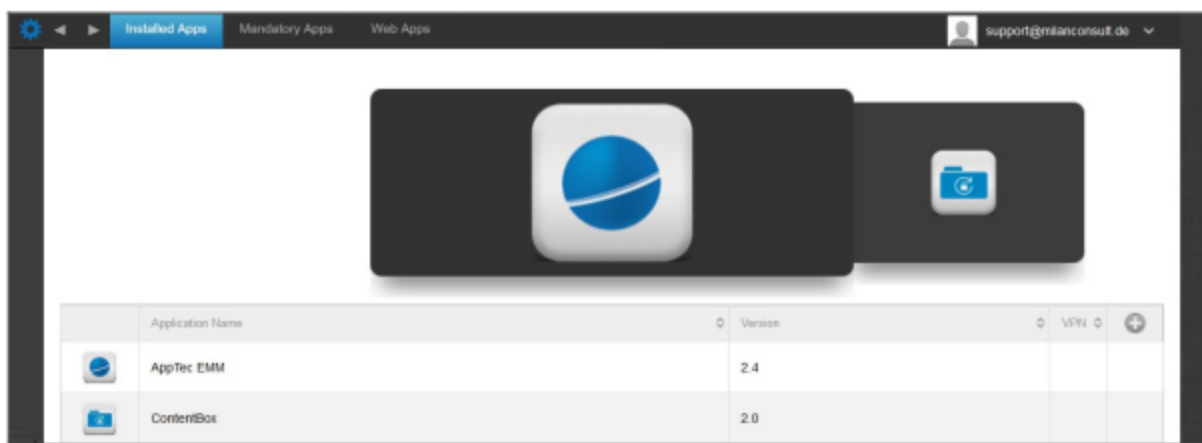 Installed Apps Mandatory Apps Web Apps support@milanconsult.de
Application Name Version VPN
AppTec EMM 2.4
ContentBox 2.0